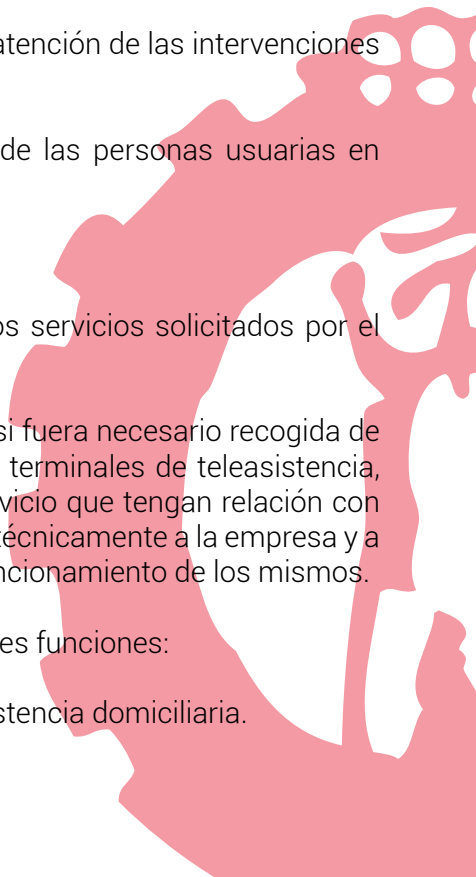 atención de las intervenciones
de las personas usuarias en
os servicios solicitados por el
si fuera necesario recogida de
terminales de teleasistencia,
vicio que tengan relación con
técnicamente a la empresa y a
ncionamiento de los mismos.
es funciones:
stencia domiciliaria.